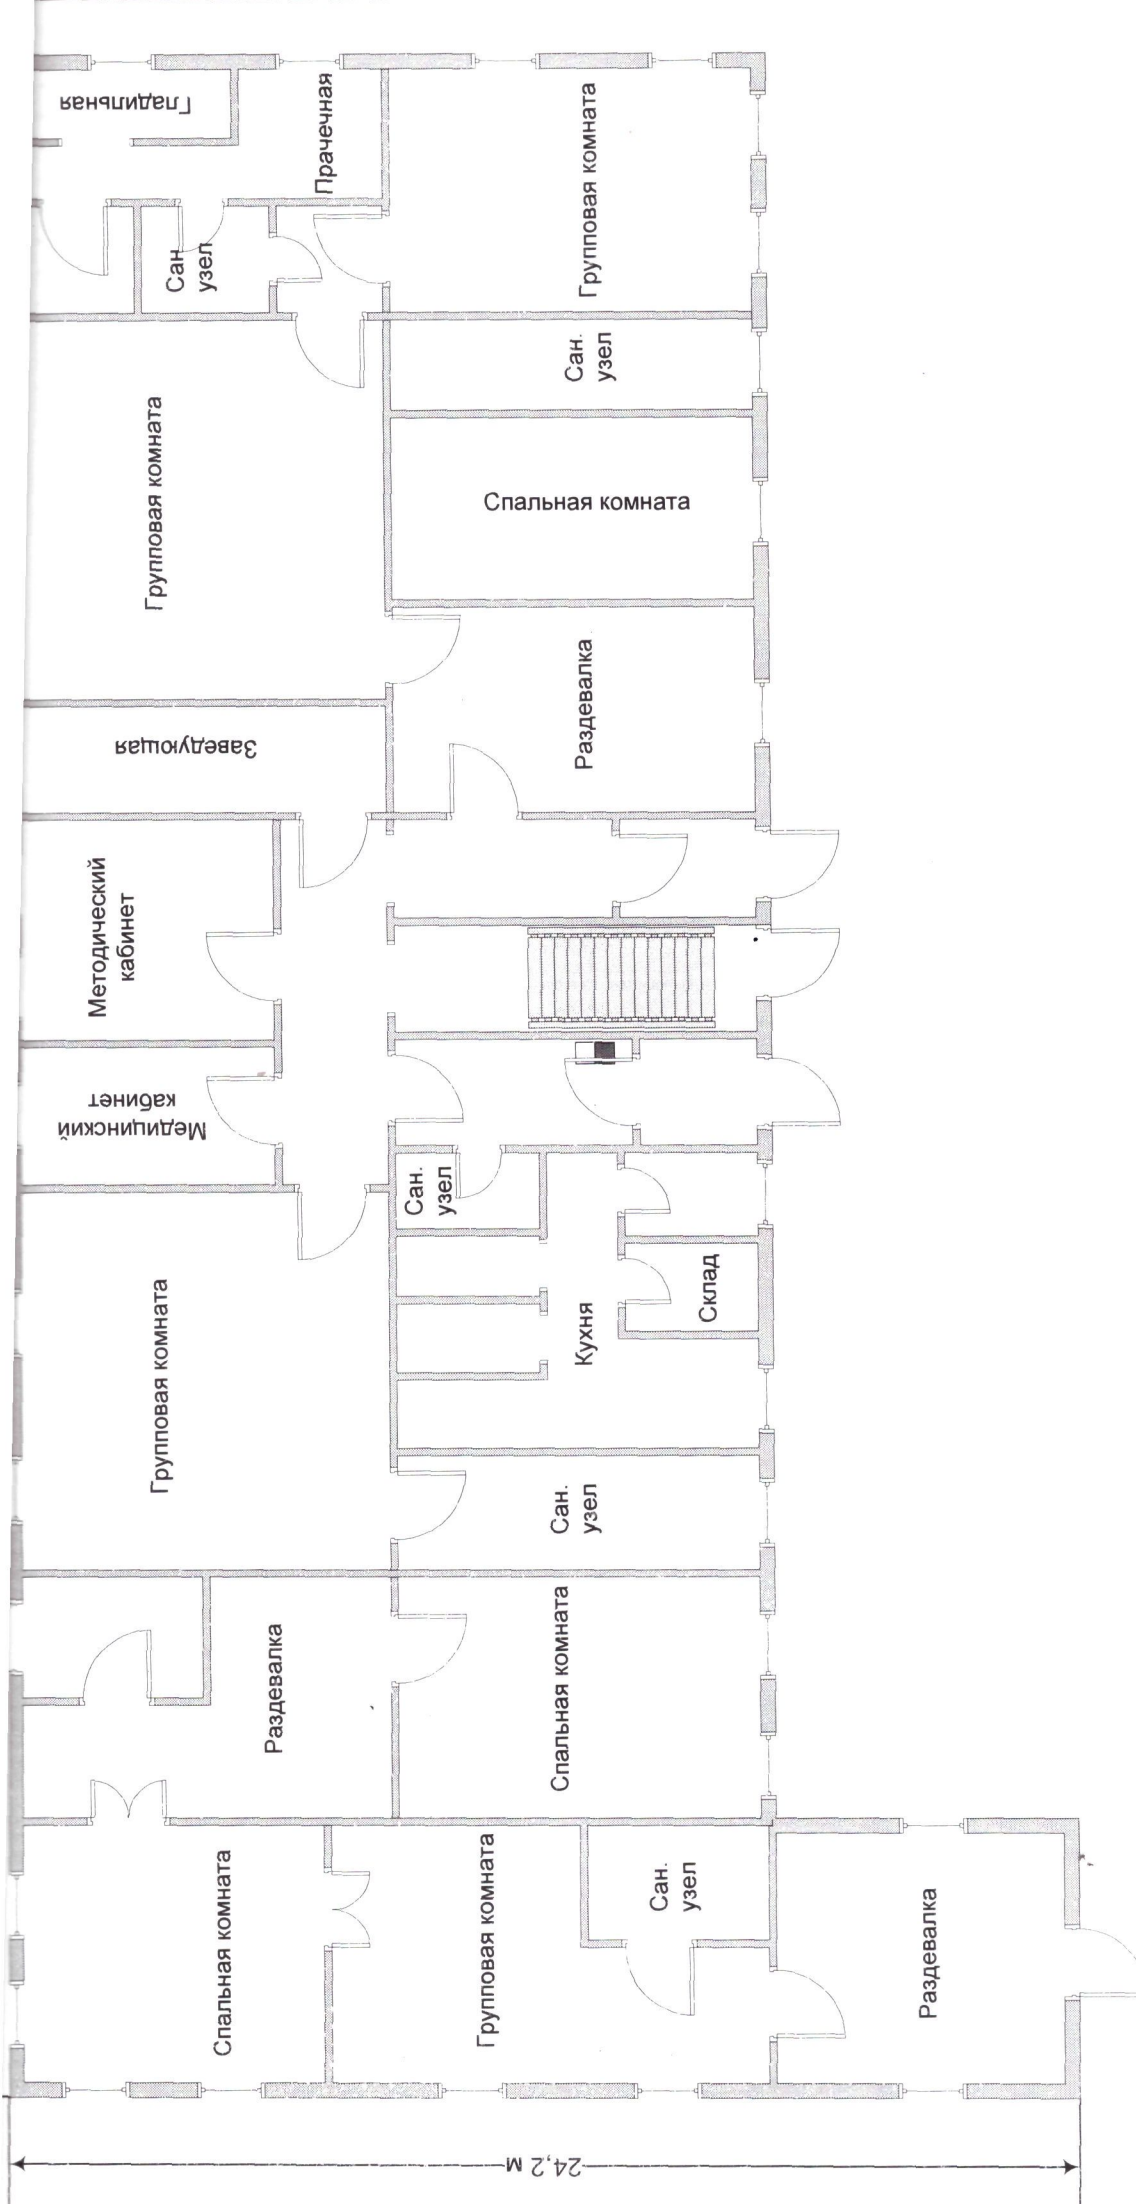 Гладильная
Прачечная
Сан
узел
Групповая комната
Групповая комната
Сан.
узел
Спальная комната
Заведующая
Раздевалка
Методический
кабинет
Медицинский
кабинет
Сан.
узел
Групповая комната
Кухня
Склад
Сан.
узел
Раздевалка
Спальная комната
Спальная комната
Групповая комната
Сан.
узел
Раздевалка
24,2 м